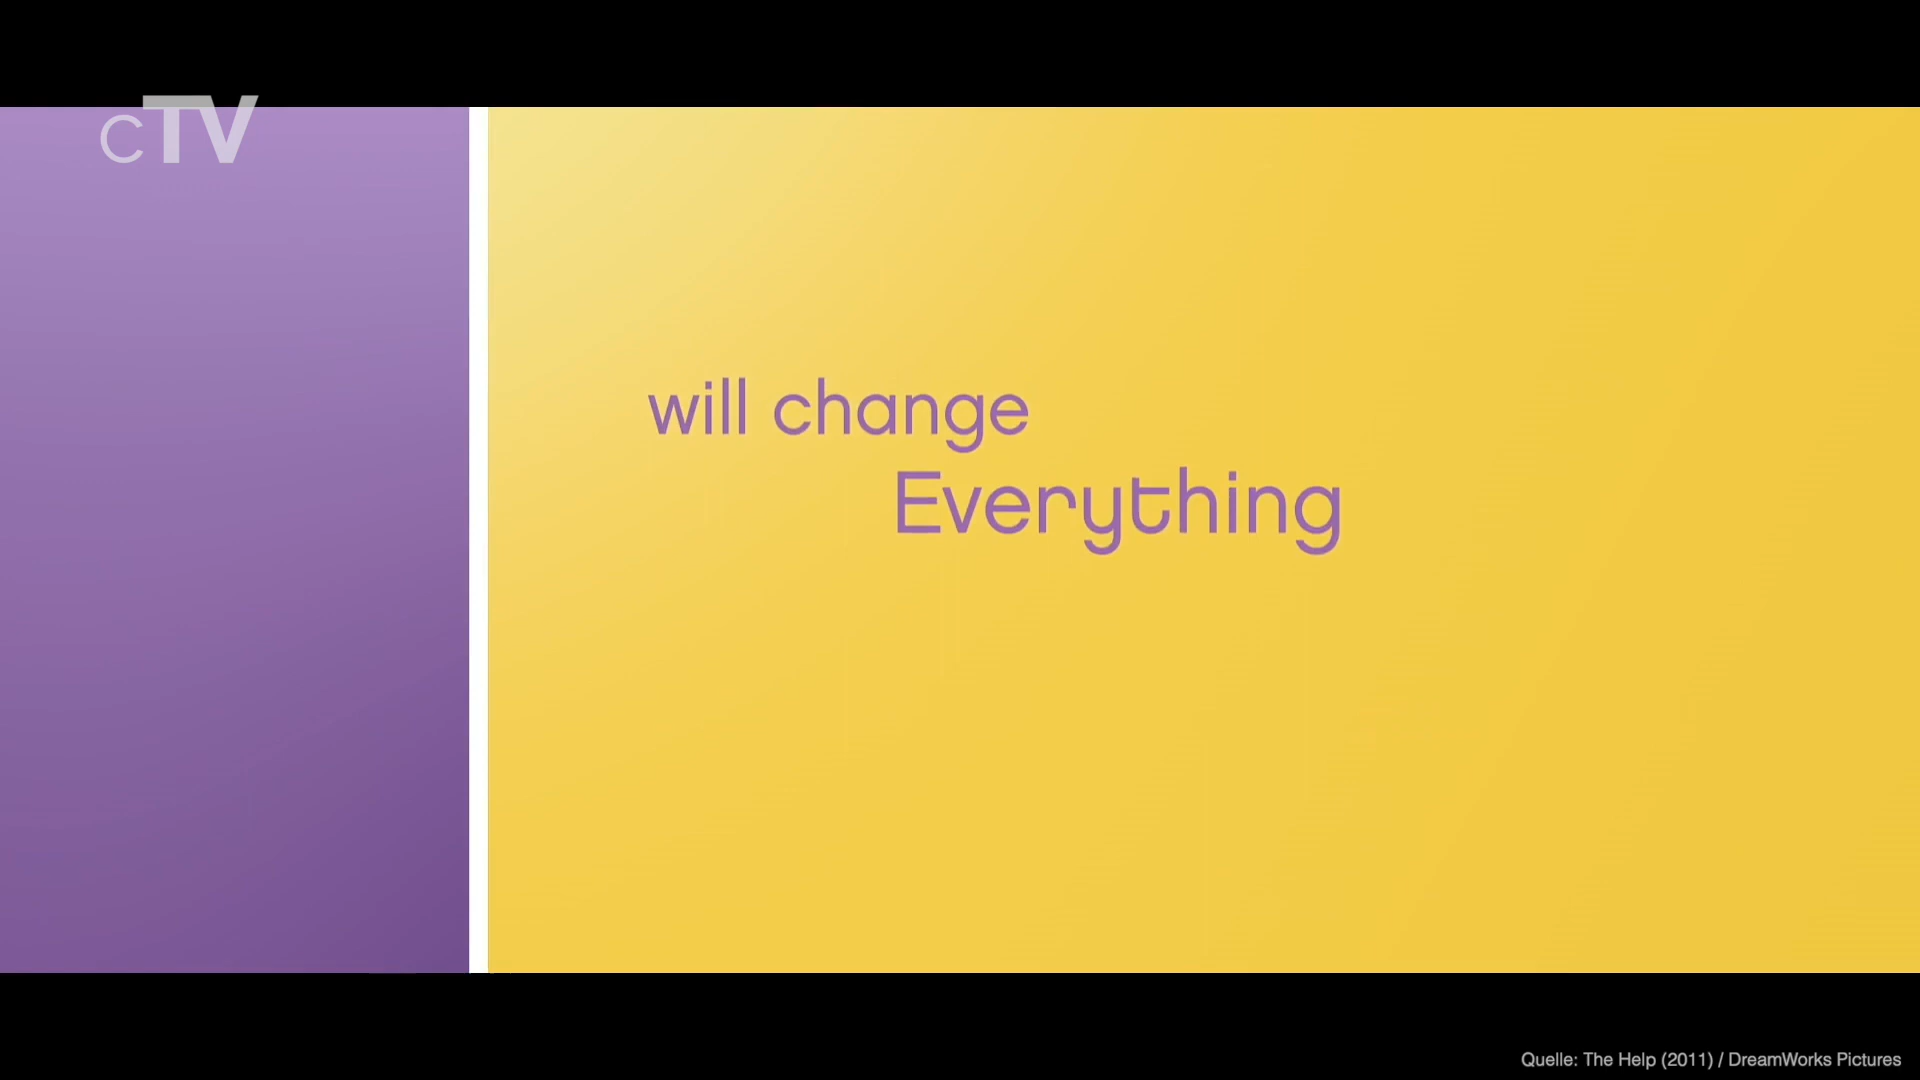 cTV
will change
Everything
Quelle: The Help (2011) / DreamWorks Pictures